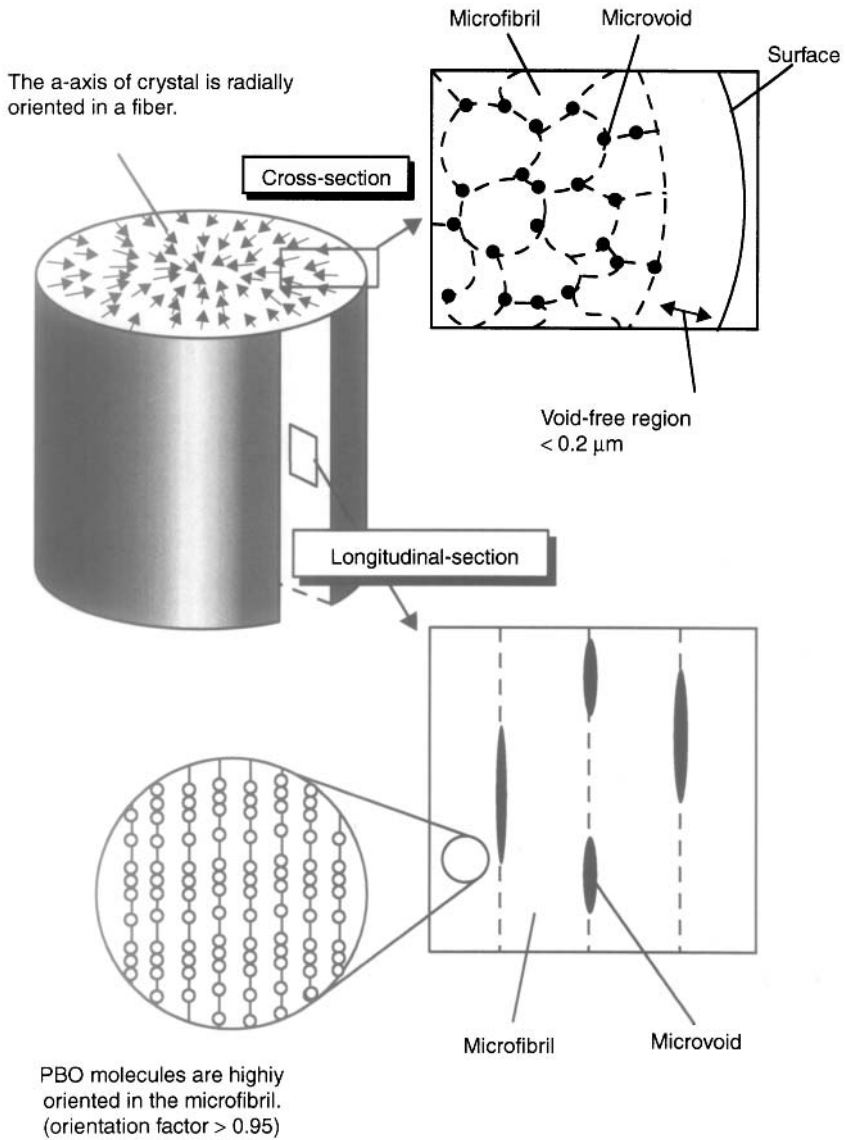 Microfibril
Microvoid
Surface
The a-axis of crystal is radially
oriented in a fiber.
Cross-section
Void-free region
< 0.2 μm
Longitudinal-section
Microfibril
Microvoid
PBO molecules are highiy
oriented in the microfibril.
(orientation factor > 0.95)